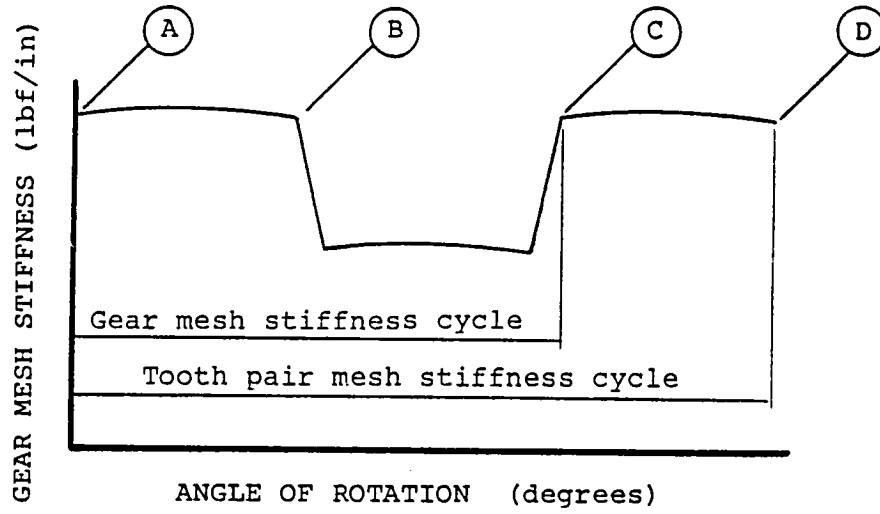 A
B
C
D
GEAR MESH STIFFNESS (lbf/in)
Gear mesh stiffness cycle
Tooth pair mesh stiffness cycle
ANGLE OF ROTATION (degrees)